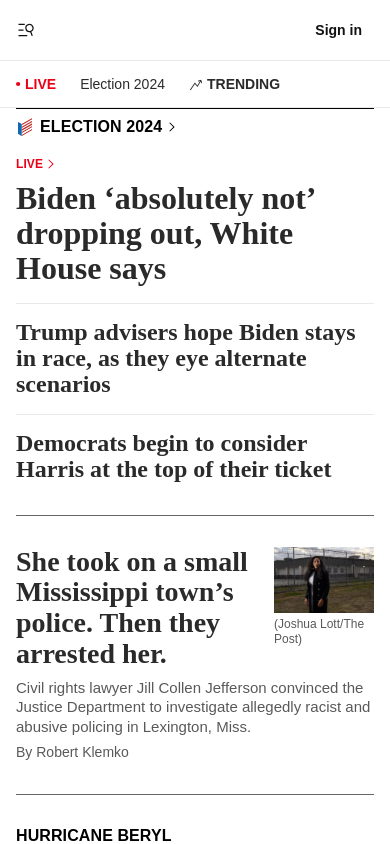 Sign in
LIVE
Election 2024
TRENDING
ELECTION 2024
LIVE
Biden ‘absolutely not’
dropping out, White
House says
Trump advisers hope Biden stays
in race, as they eye alternate
scenarios
Democrats begin to consider
Harris at the top of their ticket
She took on a small
Mississippi town’s
police. Then they
arrested her.
(Joshua Lott/The
Post)
Civil rights lawyer Jill Collen Jefferson convinced the
Justice Department to investigate allegedly racist and
abusive policing in Lexington, Miss.
By Robert Klemko
HURRICANE BERYL